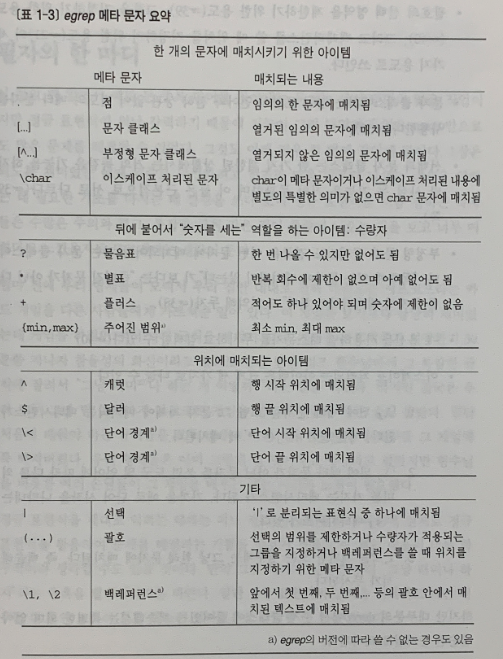 [표 1-3] egrep 메타 문자 요약
한 개의 문자에 매치시키기 위한 아이템
메타 문자 매치되는 내용
. 점 임의의 한 문자에 매치됨
[...] 문자 클래스 열거된 임의의 문자에 매치됨
[^...] 부정형 문자 클래스 열거되지 않은 임의의 문자에 매치됨
\char 이스케이프 처리된 문자 char이 메타 문자이거나 이스케이프 처리된 내용에
별도의 특별한 의미가 없으면 char 문자에 매치됨
뒤에 붙어서 "숫자를 세는" 역할을 하는 아이템: 수량자
? 물음표 한 번 나올 수 있지만 없어도 됨
* 별표 반복 회수에 제한이 없으며 아예 없어도 됨
+ 플러스 적어도 하나 있어야 되며 숫자에 제한이 없음
{min,max} 주어진 범위a) 최소 min, 최대 max
위치에 매치되는 아이템
^ 캐럿 행 시작 위치에 매치됨
$ 달러 행 끝 위치에 매치됨
\< 단어 경계a) 단어 시작 위치에 매치됨
\> 단어 경계a) 단어 끝 위치에 매치됨
기타
| 선택 '|'로 분리되는 표현식 중 하나에 매치됨
(...) 괄호 선택의 범위를 제한하거나 수량자가 적용되는
그룹을 지정하거나 백레퍼런스를 쓸 때 위치를
지정하기 위한 메타 문자
\1, \2 백레퍼런스a) 앞에서 첫 번째, 두 번째,... 등의 괄호 안에서 매
치된 텍스트에 매치됨
a) egrep의 버전에 따라 쓸 수 없는 경우도 있음